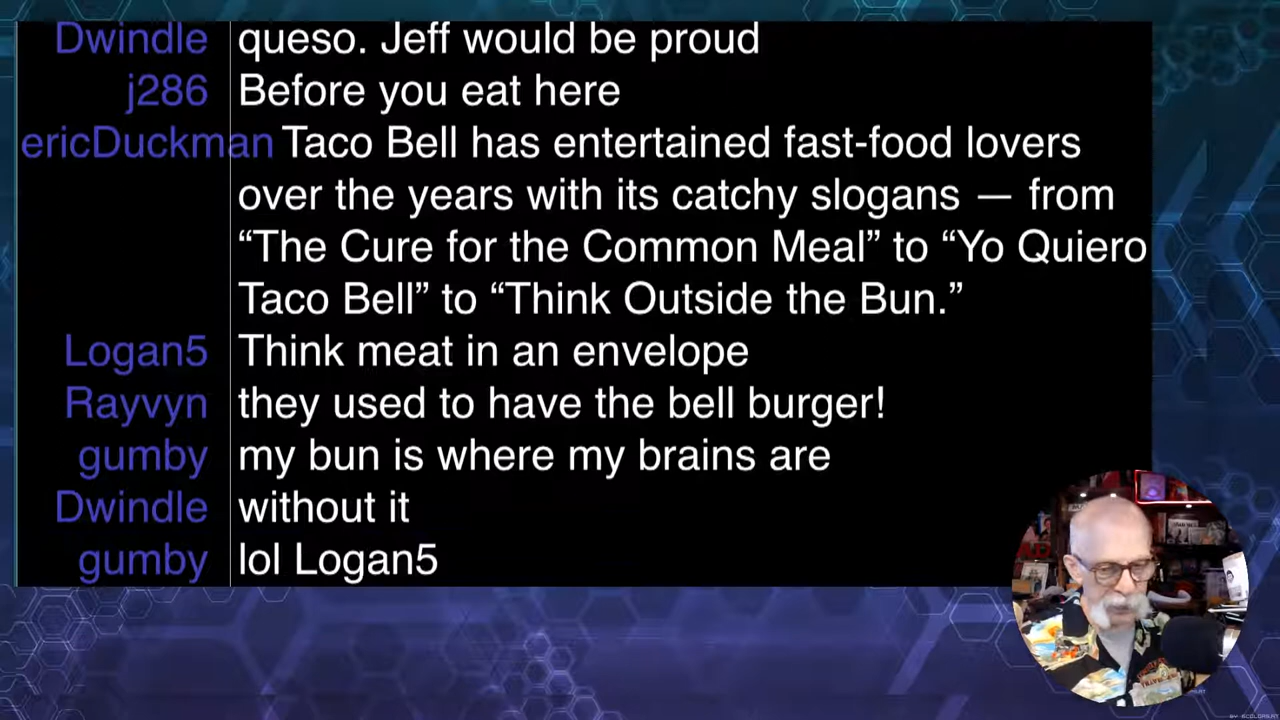 Dwindle queso. Jeff would be proud
j286 Before you eat here
ericDuckman Taco Bell has entertained fast-food lovers
over the years with its catchy slogans — from
“The Cure for the Common Meal” to “Yo Quiero
Taco Bell” to “Think Outside the Bun.”
Logan5 Think meat in an envelope
Rayvyn they used to have the bell burger!
gumby my bun is where my brains are
Dwindle without it
gumby lol Logan5